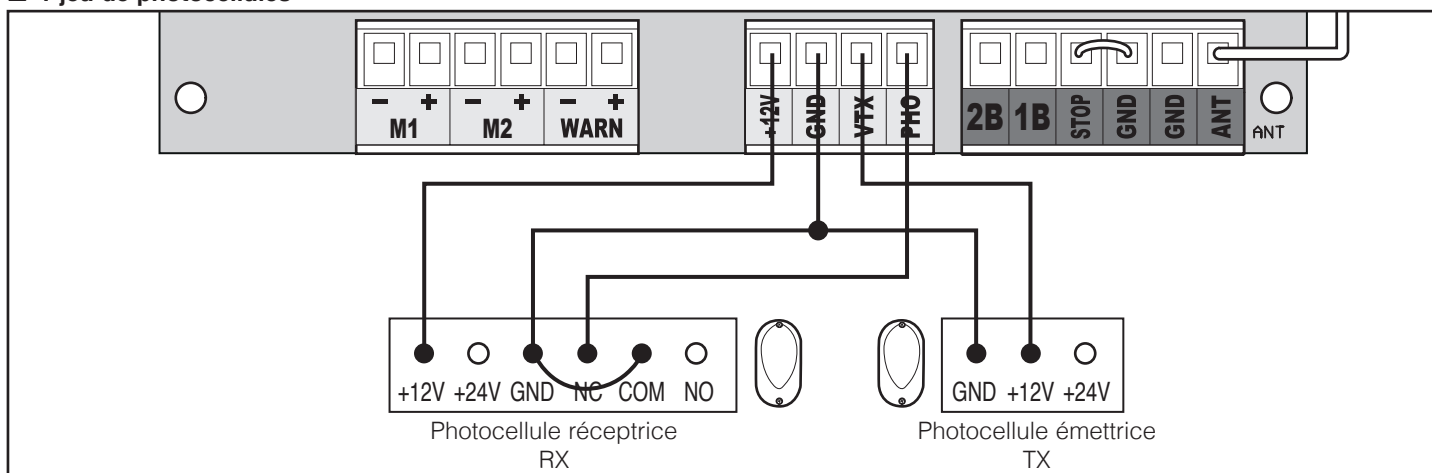 1 jeu de photocellules
- + - + - +
M1 M2 WARN
+12V GND VTX PHO
2B 1B STOP GND GND ANT
ANT
+12V +24V GND NC COM NO
GND +12V +24V
Photocellule réceptrice
RX
Photocellule émettrice
TX